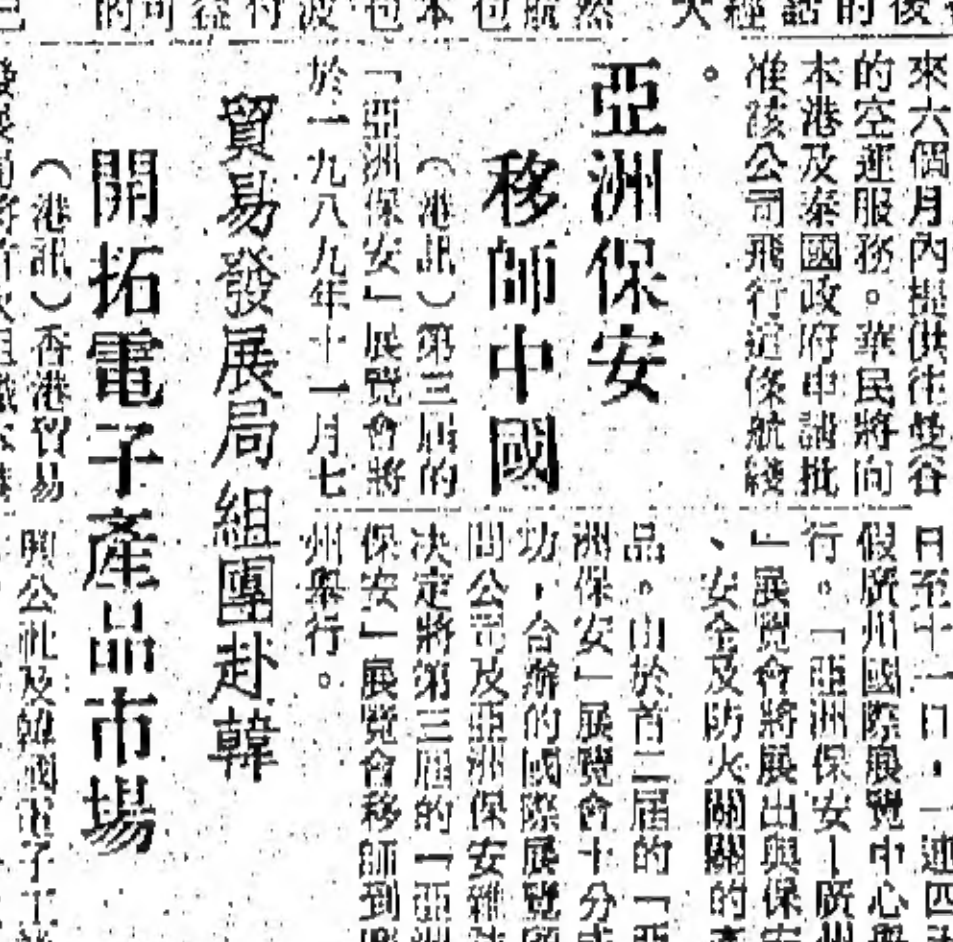 來六個月內提供往曼谷
的空運服務。華民將向
本港及泰國政府申請批
准該公司飛行這條航綫
。
亞洲保安
移師中國
(港訊)第三屆的
「亞洲保安」展覽會將
於一九八九年十一月七
日至十一日,一連四
假廣州國際展覽中心
行。「亞洲保安—廣州
」展覽會將展出與保安
、安全及防火關關的
品。由於首二屆的「亞
洲保安」展覽會十分成
功,合辦的國際展覽顧
問公司及亞洲保安雜
决定將第三屆的「亞洲
保安」展覽會移師到
州舉行。
貿易發展局組團赴韓
開拓電子產品市場
(港訊)香港貿易